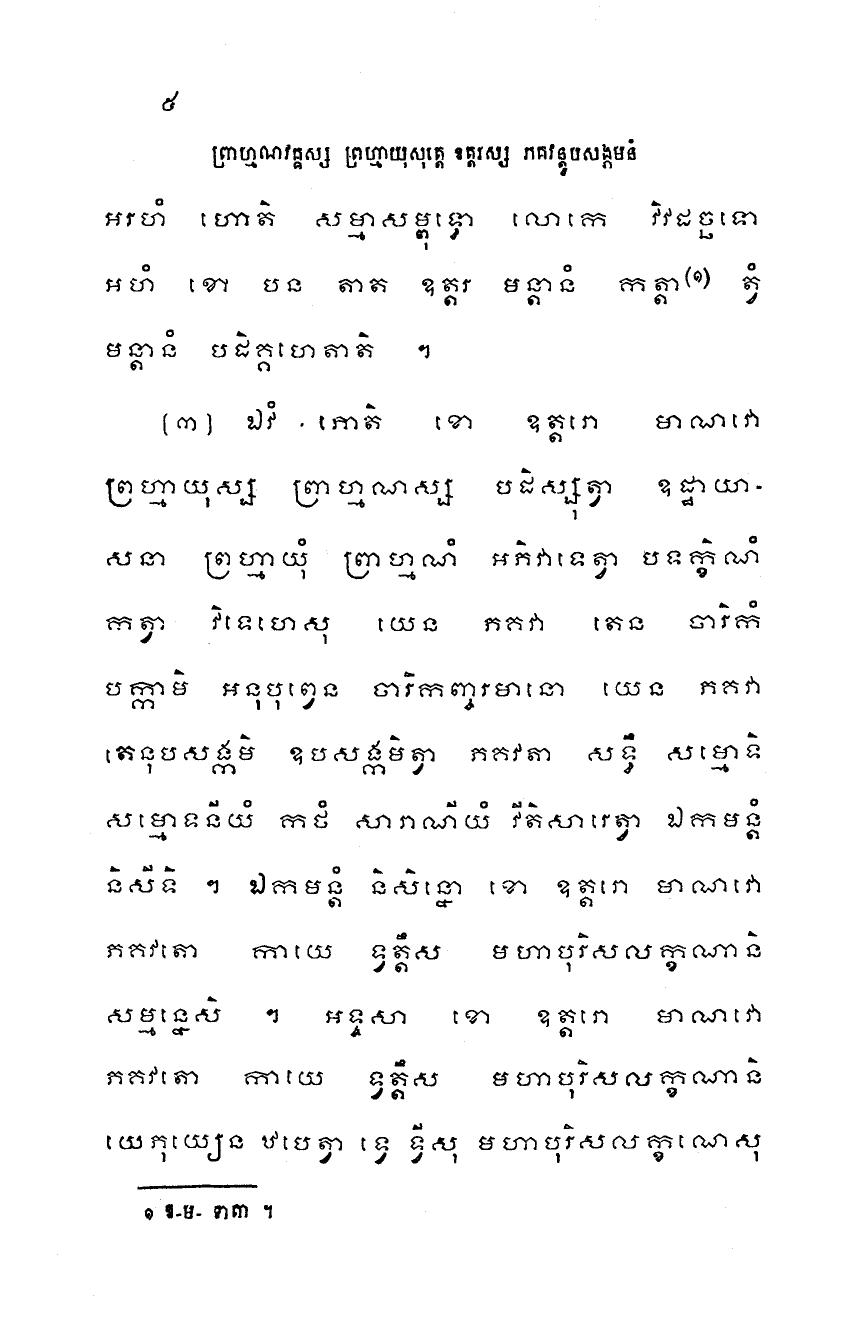 ៥
ព្រាហ្មណវគ្គស្ស ព្រហ្មាយុសុត្តេ ឧត្តរស្ស ភគវន្តូបសង្កមនំ
អរហំ ហោតិ សម្មាសម្ពុទ្ធោ លោកេ វិវដច្ឆទោ
អហំ ខោ បន តាត ឧត្តរ មន្តានំ កត្តា(១) ត្វំ
មន្តានំ បដិគ្គហេតាតិ ។
(៣) ឯវំ ភោតិ ខោ ឧត្តរោ មាណវោ
ព្រហ្មាយុស្ស ព្រាហ្មណស្ស បដិស្សុត្វា ឧដ្ឋាយា-
សនា ព្រហ្មាយុំ ព្រាហ្មណំ អភិវាទេត្វា បទក្ខិណំ
កត្វា វិទេហេសុ យេន ភគវា តេន ចារិកំ
បក្កាមិ អនុបុព្វេន ចារិកញ្ចរមានោ យេន ភគវា
តេនុបសង្កមិ ឧបសង្កមិត្វា ភគវតា សទ្ធឹ សម្មោទិ
សម្មោទនីយំ កថំ សារាណីយំ វីតិសារេត្វា ឯកមន្តំ
និសីទិ ។ ឯកមន្តំ និសិន្នោ ខោ ឧត្តរោ មាណវោ
ភគវតោ កាយេ ទ្វត្តឹស មហាបុរិសលក្ខណានិ
សម្មន្នេសិ ។ អទ្ទសា ខោ ឧត្តរោ មាណវោ
ភគវតោ កាយេ ទ្វត្តឹស មហាបុរិសលក្ខណានិ
យេភុយ្យេន ឋបេត្វា ទ្វេ ទ្វីសុ មហាបុរិសលក្ខណេសុ
១ ឱ-ម- ទាតា ។